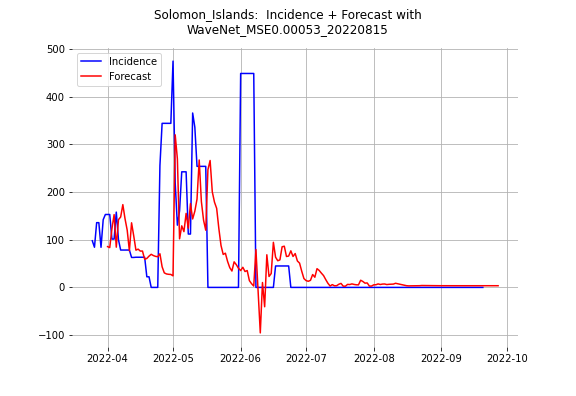 Solomon_Islands:  Incidence + Forecast with
WaveNet_MSE0.00053_20220815
Incidence
Forecast
500
400
300
200
100
0
−100
2022-04 2022-05 2022-06 2022-07 2022-08 2022-09 2022-10